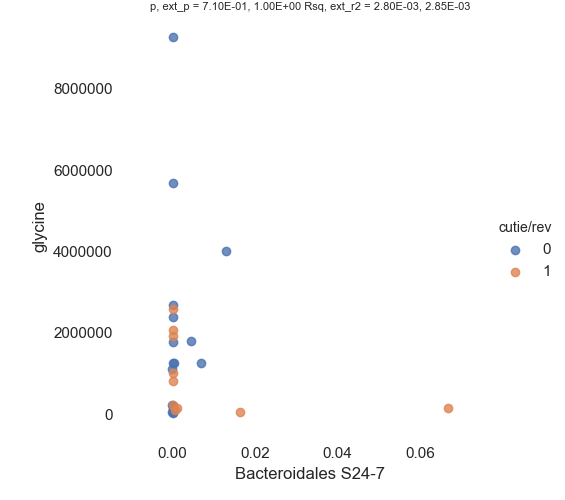 p, ext_p = 7.10E-01, 1.00E+00 Rsq, ext_r2 = 2.80E-03, 2.85E-03
8000000
6000000
4000000
2000000
0
glycine
cutie/rev
0
1
0.00 0.02 0.04 0.06
Bacteroidales S24-7